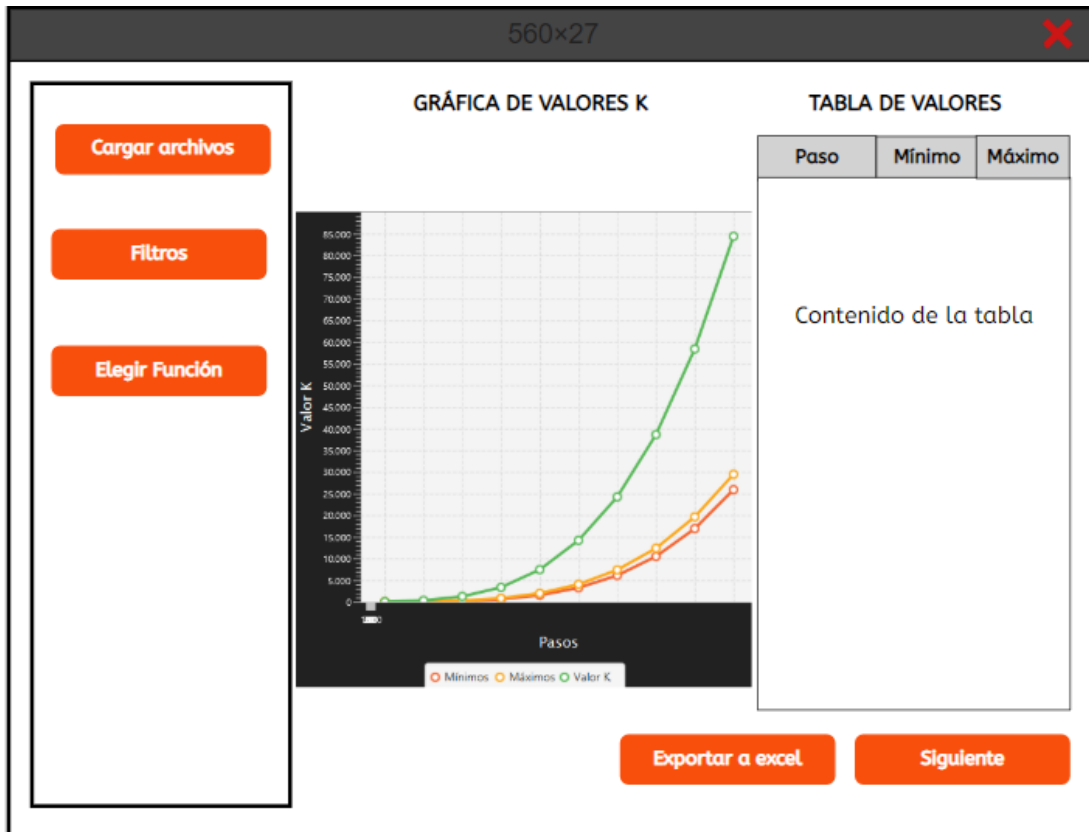 560×27
Cargar archivos
Filtros
Elegir Función
GRÁFICA DE VALORES K
85.000
80.000
75.000
70.000
65.000
60.000
55.000
50.000
45.000
40.000
35.000
30.000
25.000
20.000
15.000
10.000
5.000
0
Valor K
Pasos
Mínimos Máximos Valor K
TABLA DE VALORES
Paso Mínimo Máximo
Contenido de la tabla
Exportar a excel Siguiente